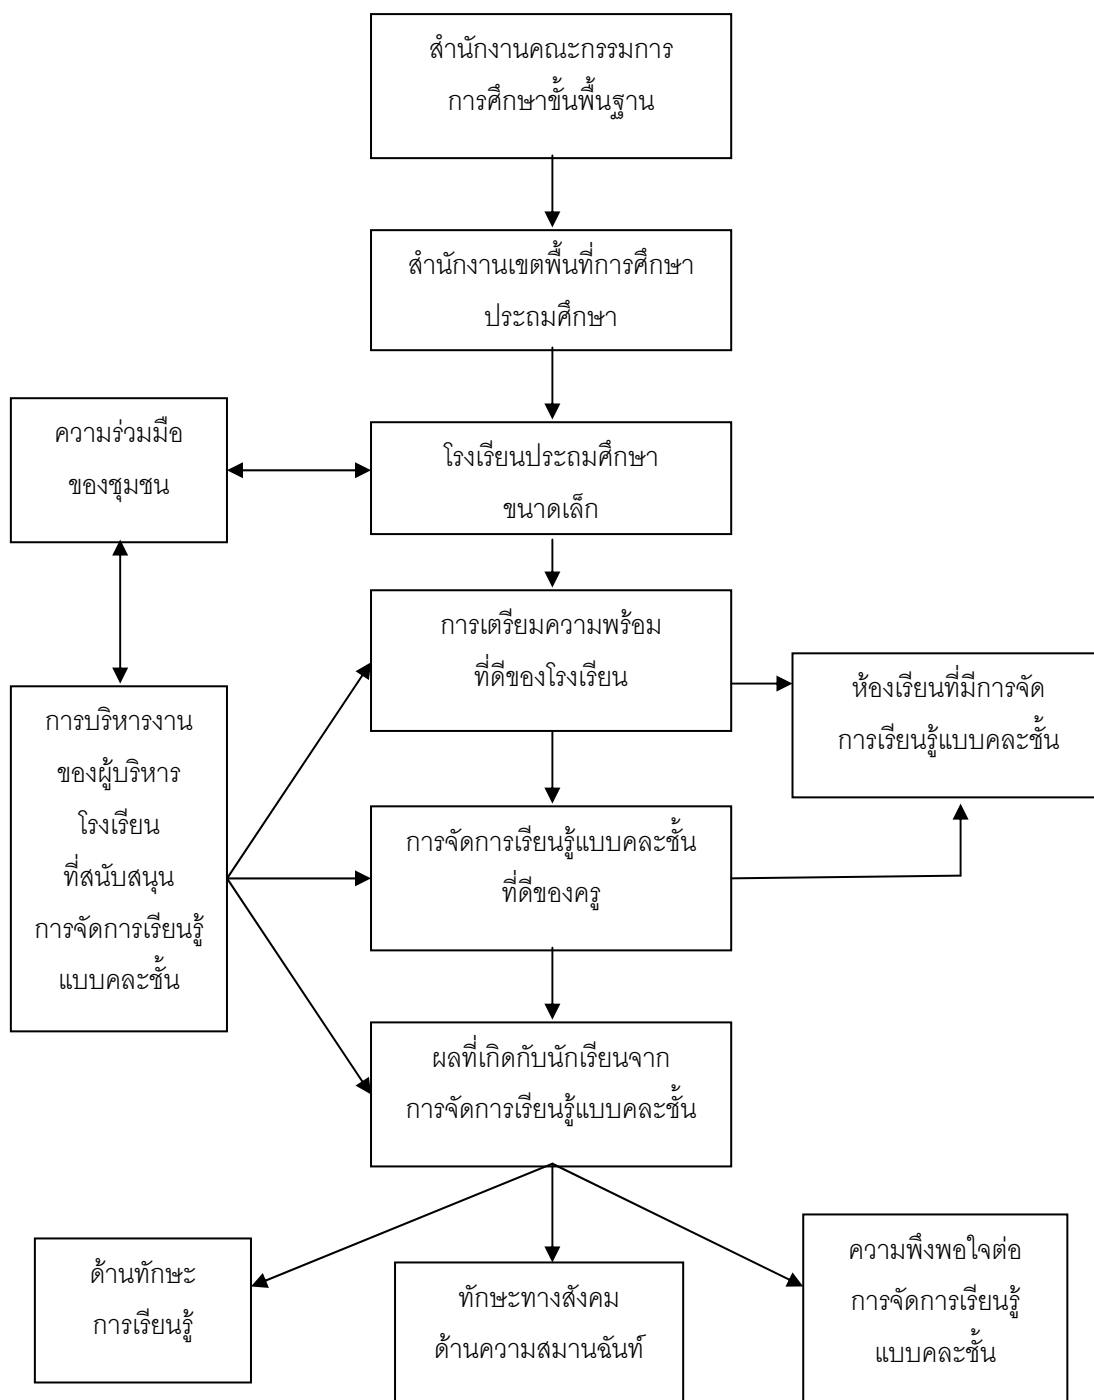 สำนักงานคณะกรรมการ
การศึกษาขั้นพื้นฐาน
สำนักงานเขตพื้นที่การศึกษา
ประถมศึกษา
ความร่วมมือ
ของชุมชน
โรงเรียนประถมศึกษา
ขนาดเล็ก
การเตรียมความพร้อม
ที่ดีของโรงเรียน
ห้องเรียนที่มีการจัด
การเรียนรู้แบบคละชั้น
การบริหารงาน
ของผู้บริหาร
โรงเรียน
ที่สนับสนุน
การจัดการเรียนรู้
แบบคละชั้น
การจัดการเรียนรู้แบบคละชั้น
ที่ดีของครู
ผลที่เกิดกับนักเรียนจาก
การจัดการเรียนรู้แบบคละชั้น
ด้านทักษะ
การเรียนรู้
ทักษะทางสังคม
ด้านความสมานฉันท์
ความพึงพอใจต่อ
การจัดการเรียนรู้
แบบคละชั้น